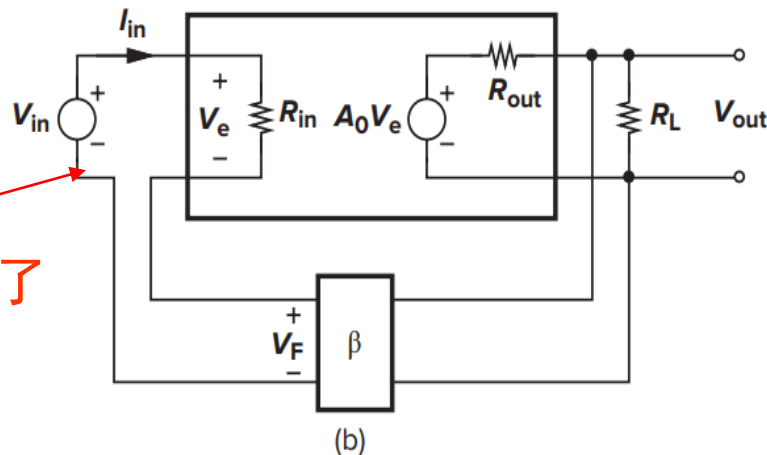 I_in
+
+
V_in
V_e
R_in
A_0V_e
+
R_out
R_L
V_out
−
−
−
了
+
V_F
β
−
(b)